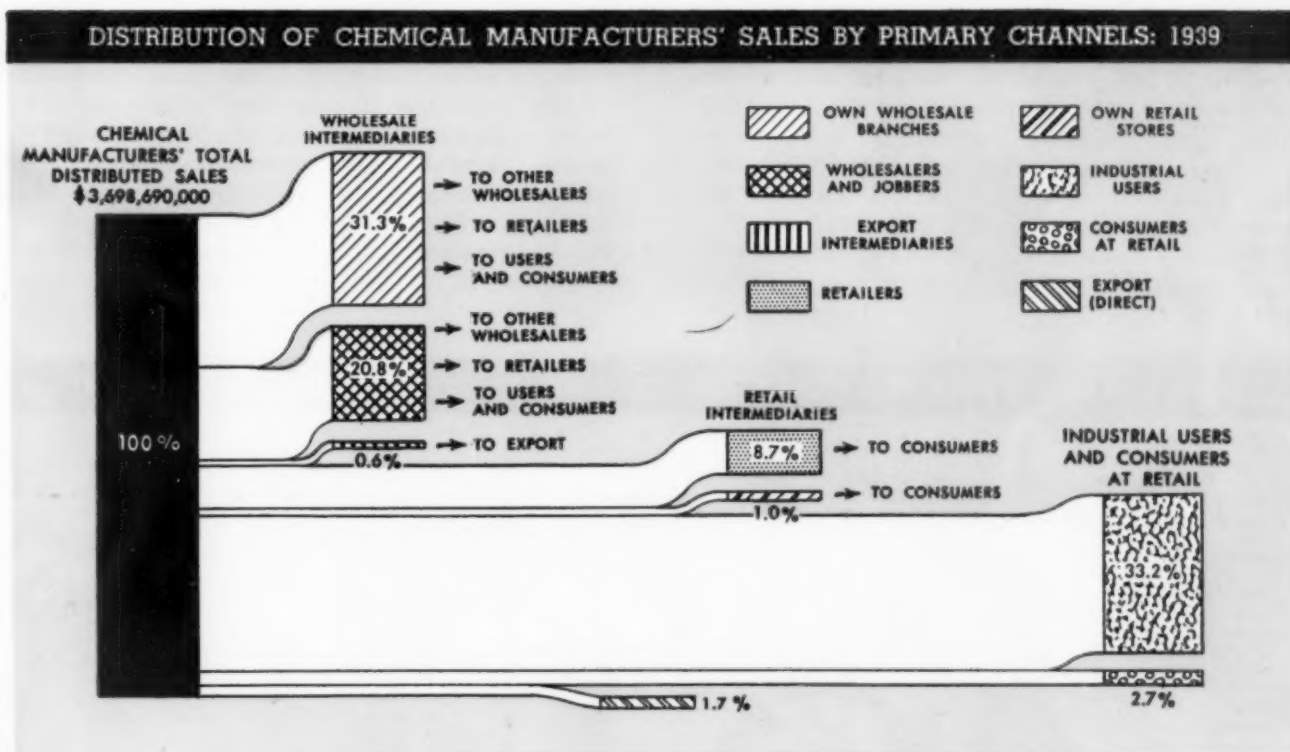 DISTRIBUTION OF CHEMICAL MANUFACTURERS' SALES BY PRIMARY CHANNELS: 1939
CHEMICAL
MANUFACTURERS' TOTAL
DISTRIBUTED SALES
$3,698,690,000
100%
WHOLESALE
INTERMEDIARIES
31.3%
TO OTHER
WHOLESALERS
TO RETAILERS
TO USERS
AND CONSUMERS
20.8%
TO OTHER
WHOLESALERS
TO RETAILERS
TO USERS
AND CONSUMERS
0.6%
TO EXPORT
OWN WHOLESALE
BRANCHES
WHOLESALERS
AND JOBBERS
EXPORT
INTERMEDIARIES
RETAILERS
OWN RETAIL
STORES
INDUSTRIAL
USERS
CONSUMERS
AT RETAIL
EXPORT
(DIRECT)
RETAIL
INTERMEDIARIES
8.7%
TO CONSUMERS
TO CONSUMERS
1.0%
INDUSTRIAL USERS
AND CONSUMERS
AT RETAIL
33.2%
2.7%
1.7%